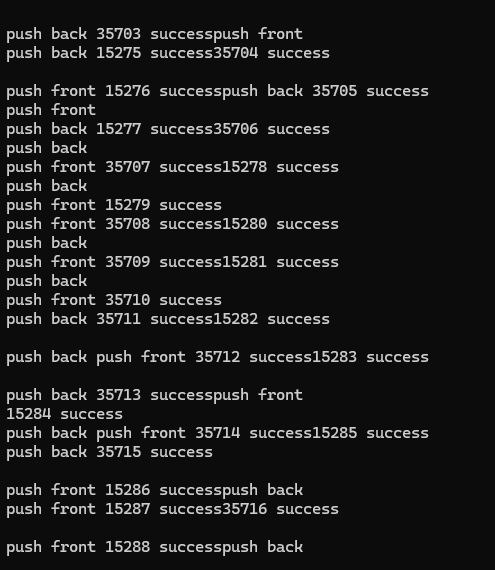 push back 35703 successpush front
push back 15275 success35704 success
push front 15276 successpush back 35705 success
push front
push back 15277 success35706 success
push back
push front 35707 success15278 success
push back
push front 15279 success
push front 35708 success15280 success
push back
push front 35709 success15281 success
push back
push front 35710 success
push back 35711 success15282 success
push back push front 35712 success15283 success
push back 35713 successpush front
15284 success
push back push front 35714 success15285 success
push back 35715 success
push front 15286 successpush back
push front 15287 success35716 success
push front 15288 successpush back